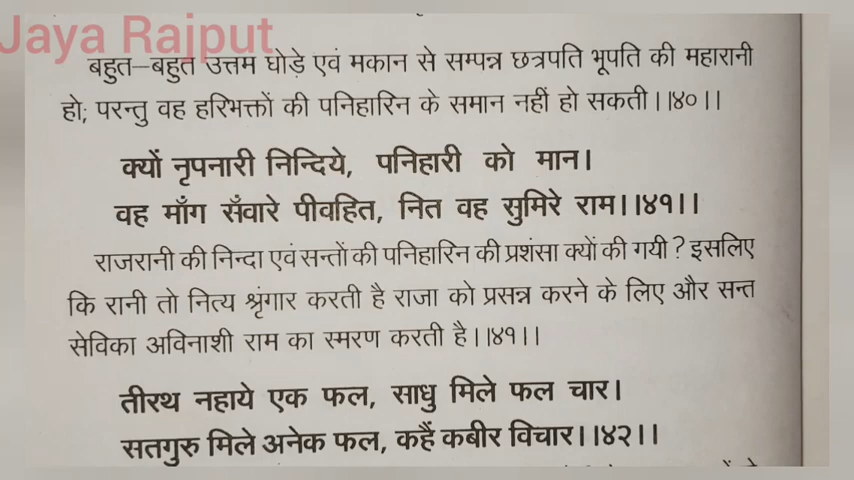 Jaya Rajput
बहुत–बहुत उत्तम घोड़े एवं मकान से सम्पन्न छत्रपति भूपति की महारानी
हो; परन्तु वह हरिभक्तों की पनिहारिन के समान नहीं हो सकती।।४०।।
क्यों नृपनारी निन्दिये, पनिहारी को मान।
वह माँग सँवारे पीवहित, नित वह सुमिरे राम।।४१।।
राजरानी की निन्दा एवं सन्तों की पनिहारिन की प्रशंसा क्यों की गयी ? इसलिए
कि रानी तो नित्य श्रृंगार करती है राजा को प्रसन्न करने के लिए और सन्त
सेविका अविनाशी राम का स्मरण करती है।।४१।।
तीरथ नहाये एक फल, साधु मिले फल चार।
सतगुरु मिले अनेक फल, कहैं कबीर विचार।।४२।।